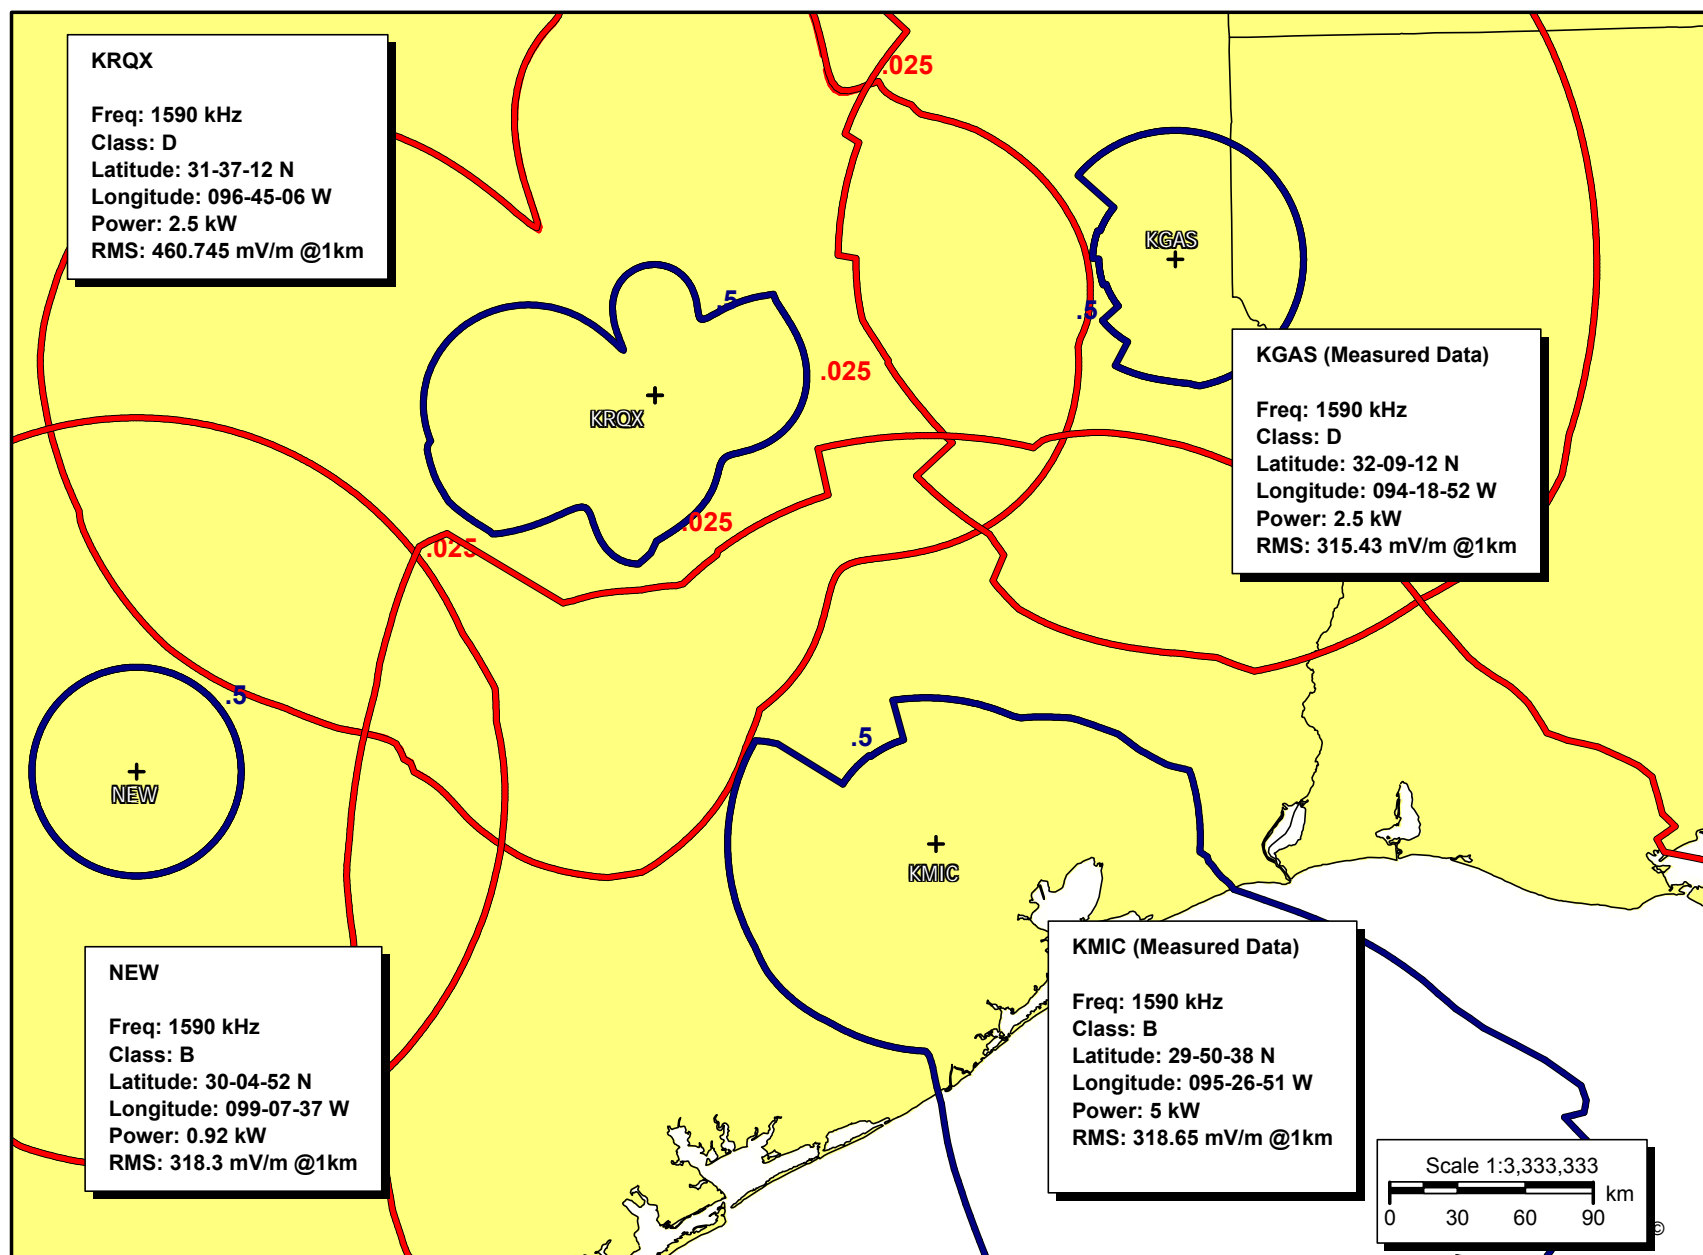 KRQX
Freq: 1590 kHz
Class: D
Latitude: 31-37-12 N
Longitude: 096-45-06 W
Power: 2.5 kW
RMS: 460.745 mV/m @1km
.025
KGAS
.5
.5
KGAS (Measured Data)
Freq: 1590 kHz
Class: D
Latitude: 32-09-12 N
Longitude: 094-18-52 W
Power: 2.5 kW
RMS: 315.43 mV/m @1km
.025
KRQX
.025
.025
.5
.5
NEW
KMIC
NEW
Freq: 1590 kHz
Class: B
Latitude: 30-04-52 N
Longitude: 099-07-37 W
Power: 0.92 kW
RMS: 318.3 mV/m @1km
KMIC (Measured Data)
Freq: 1590 kHz
Class: B
Latitude: 29-50-38 N
Longitude: 095-26-51 W
Power: 5 kW
RMS: 318.65 mV/m @1km
Scale 1:3,333,333
km
0 30 60 90
©